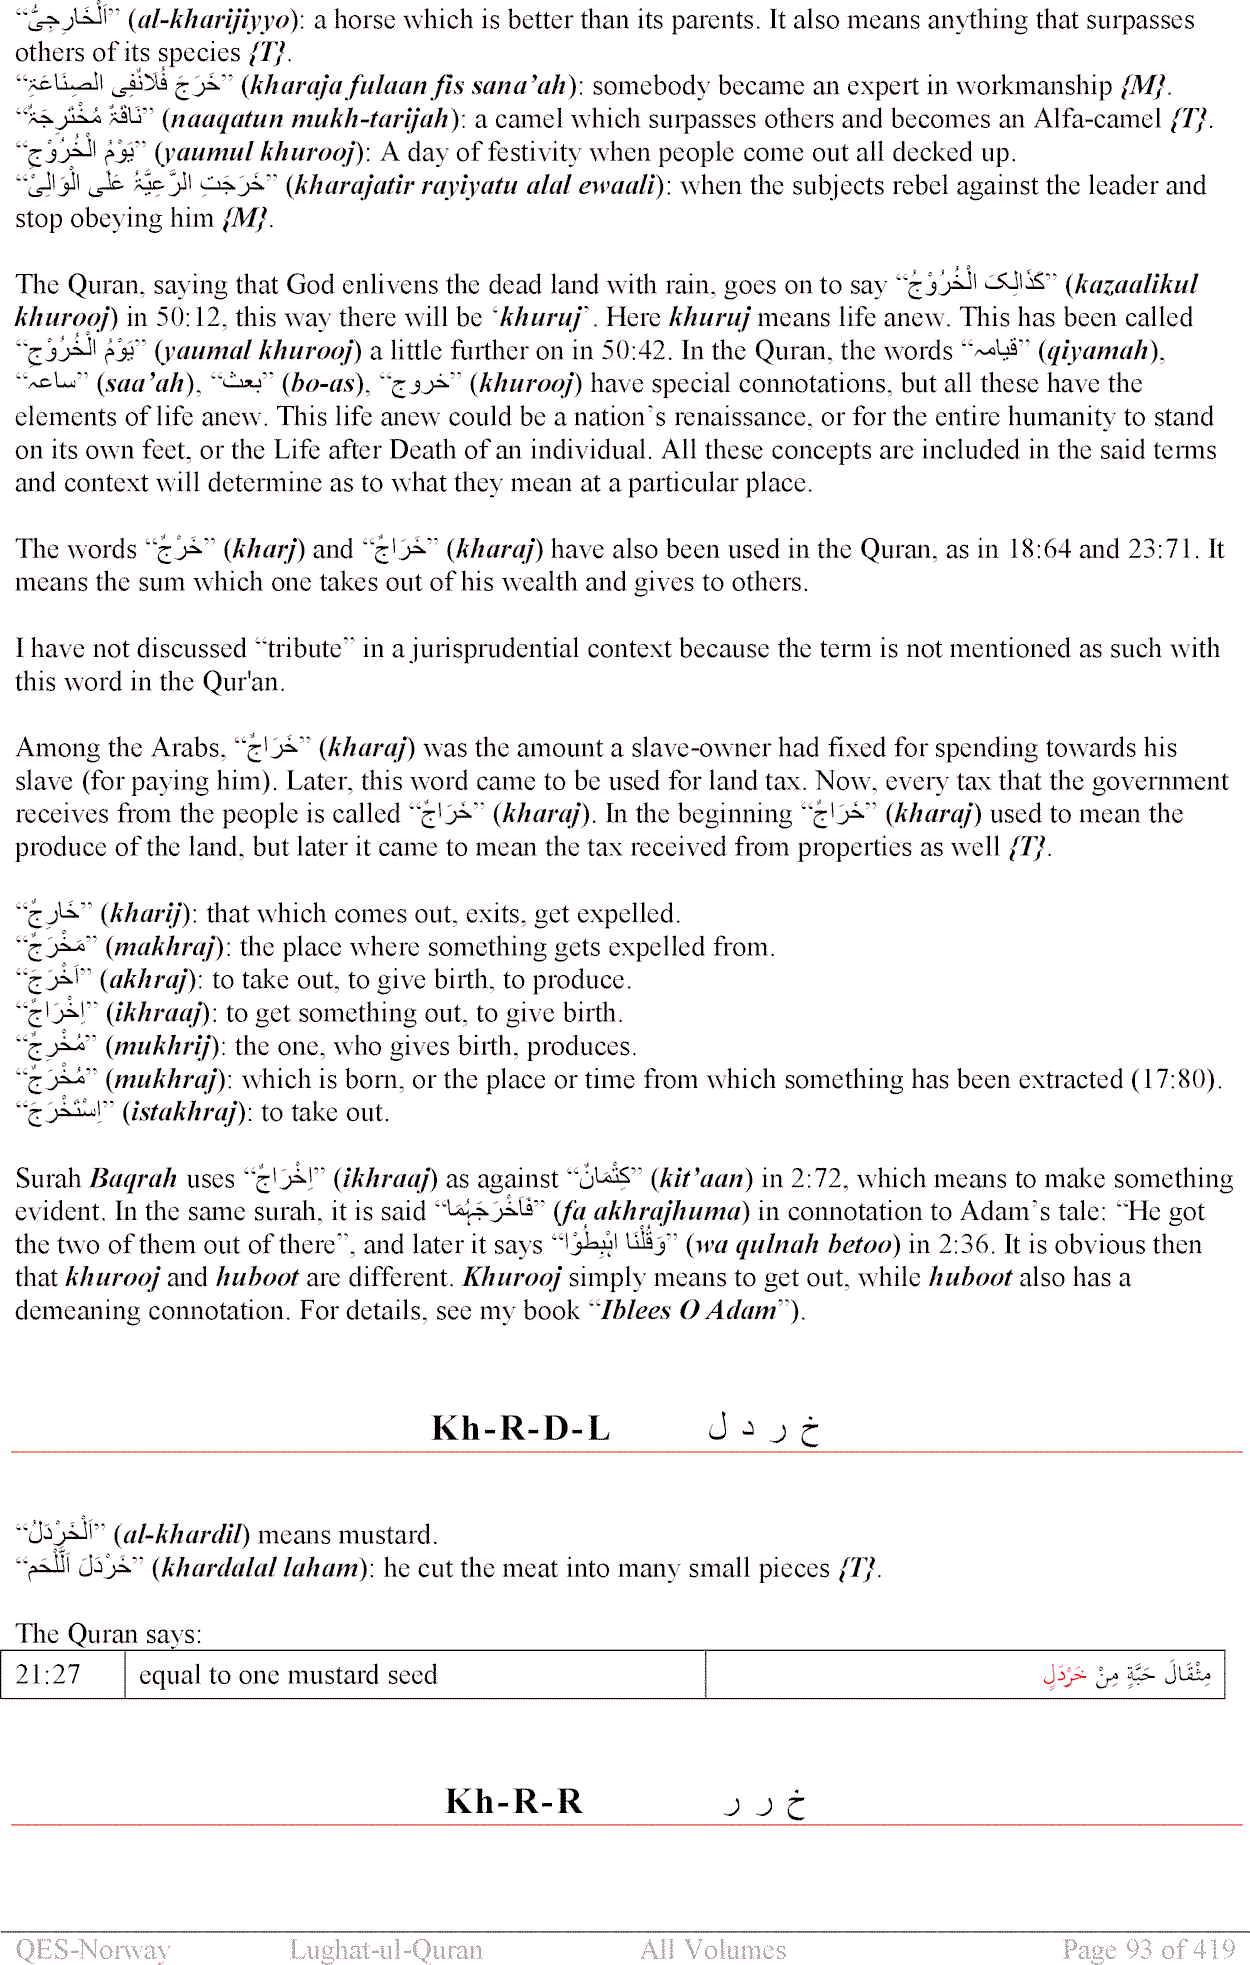 “اَلْخَارِجِیُّ” (al-kharijiyyo): a horse which is better than its parents. It also means anything that surpasses
others of its species {T}.
“خَرَجَ فُلَانٌفِی الصِنَاعَۃِ” (kharaja fulaan fis sana’ah): somebody became an expert in workmanship {M}.
“نَاقَۃٌ مُخْتَرِجَۃٌ” (naaqatun mukh-tarijah): a camel which surpasses others and becomes an Alfa-camel {T}.
“یَوْمُ الْخُرُوْجِ” (yaumul khurooj): A day of festivity when people come out all decked up.
“خَرَجَتِ الرَّعِیَّۃُ عَلَی الْوَالِیْ” (kharajatir rayiyatu alal ewaali): when the subjects rebel against the leader and
stop obeying him {M}.
The Quran, saying that God enlivens the dead land with rain, goes on to say “کَذَالِکَ الْخُرُوْجُ” (kazaalikul
khurooj) in 50:12, this way there will be ‘khuruj’. Here khuruj means life anew. This has been called
“یَوْمُ الْخُرُوْجِ” (yaumal khurooj) a little further on in 50:42. In the Quran, the words “قیامہ” (qiyamah),
“ساعہ” (saa’ah), “بعث” (bo-as), “خروج” (khurooj) have special connotations, but all these have the
elements of life anew. This life anew could be a nation’s renaissance, or for the entire humanity to stand
on its own feet, or the Life after Death of an individual. All these concepts are included in the said terms
and context will determine as to what they mean at a particular place.
The words “خَرْجٌ” (kharj) and “خَرَاجٌ” (kharaj) have also been used in the Quran, as in 18:64 and 23:71. It
means the sum which one takes out of his wealth and gives to others.
I have not discussed “tribute” in a jurisprudential context because the term is not mentioned as such with
this word in the Qur'an.
Among the Arabs, “خَرَاجٌ” (kharaj) was the amount a slave-owner had fixed for spending towards his
slave (for paying him). Later, this word came to be used for land tax. Now, every tax that the government
receives from the people is called “خَرَاجٌ” (kharaj). In the beginning “خَرَاجٌ” (kharaj) used to mean the
produce of the land, but later it came to mean the tax received from properties as well {T}.
“خَارِجٌ” (kharij): that which comes out, exits, get expelled.
“مَخْرَجٌ” (makhraj): the place where something gets expelled from.
“اَخْرَجَ” (akhraj): to take out, to give birth, to produce.
“اِخْرَاجٌ” (ikhraaj): to get something out, to give birth.
“مُخْرِجٌ” (mukhrij): the one, who gives birth, produces.
“مُخْرَجٌ” (mukhraj): which is born, or the place or time from which something has been extracted (17:80).
“اِسْتَخْرَجَ” (istakhraj): to take out.
Surah Baqrah uses “اِخْرَاجٌ” (ikhraaj) as against “کِتْمَانٌ” (kit’aan) in 2:72, which means to make something
evident. In the same surah, it is said “فَاَخْرَجَہُمَا” (fa akhrajhuma) in connotation to Adam’s tale: “He got
the two of them out of there”, and later it says “وَقُلْنَا اہْبِطُوْا” (wa qulnah betoo) in 2:36. It is obvious then
that khurooj and huboot are different. Khurooj simply means to get out, while huboot also has a
demeaning connotation. For details, see my book “Iblees O Adam”).
Kh-R-D-L خ ر د ل
“اَلْخَرْدَلُ” (al-khardil) means mustard.
“خَرْدَلَ اَللَّحَم” (khardalal laham): he cut the meat into many small pieces {T}.
The Quran says:
21:27 equal to one mustard seed مِثْقَالَ حَبَّةٍ مِنْ خَرْدَلٍ
Kh-R-R خ ر ر
QES-Norway Lughat-ul-Quran All Volumes Page 93 of 419